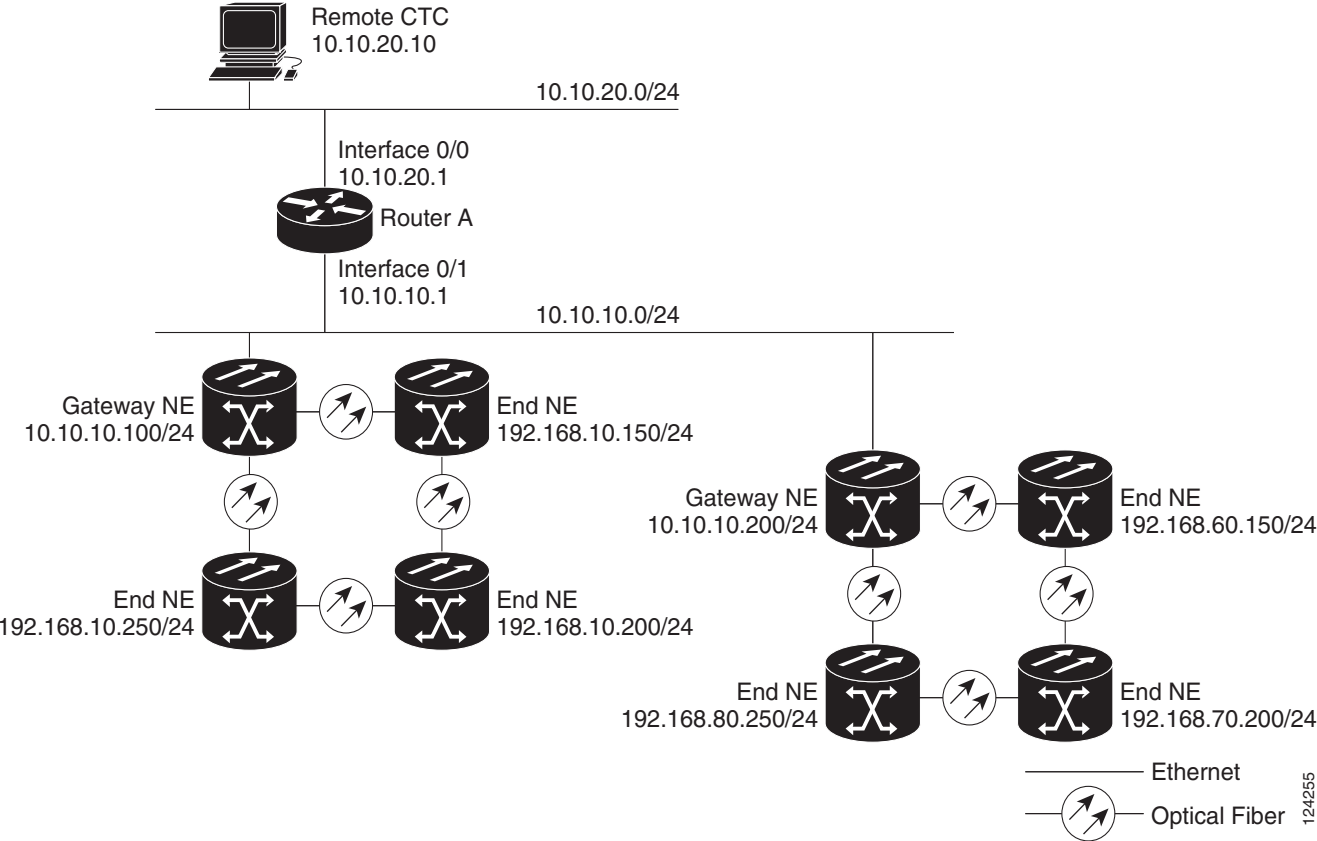 Remote CTC
10.10.20.10
10.10.20.0/24
Interface 0/0
10.10.20.1
Router A
Interface 0/1
10.10.10.1
10.10.10.0/24
Gateway NE
10.10.10.100/24
End NE
192.168.10.150/24
End NE
192.168.10.250/24
End NE
192.168.10.200/24
Gateway NE
10.10.10.200/24
End NE
192.168.60.150/24
End NE
192.168.80.250/24
End NE
192.168.70.200/24
Ethernet
Optical Fiber
124255